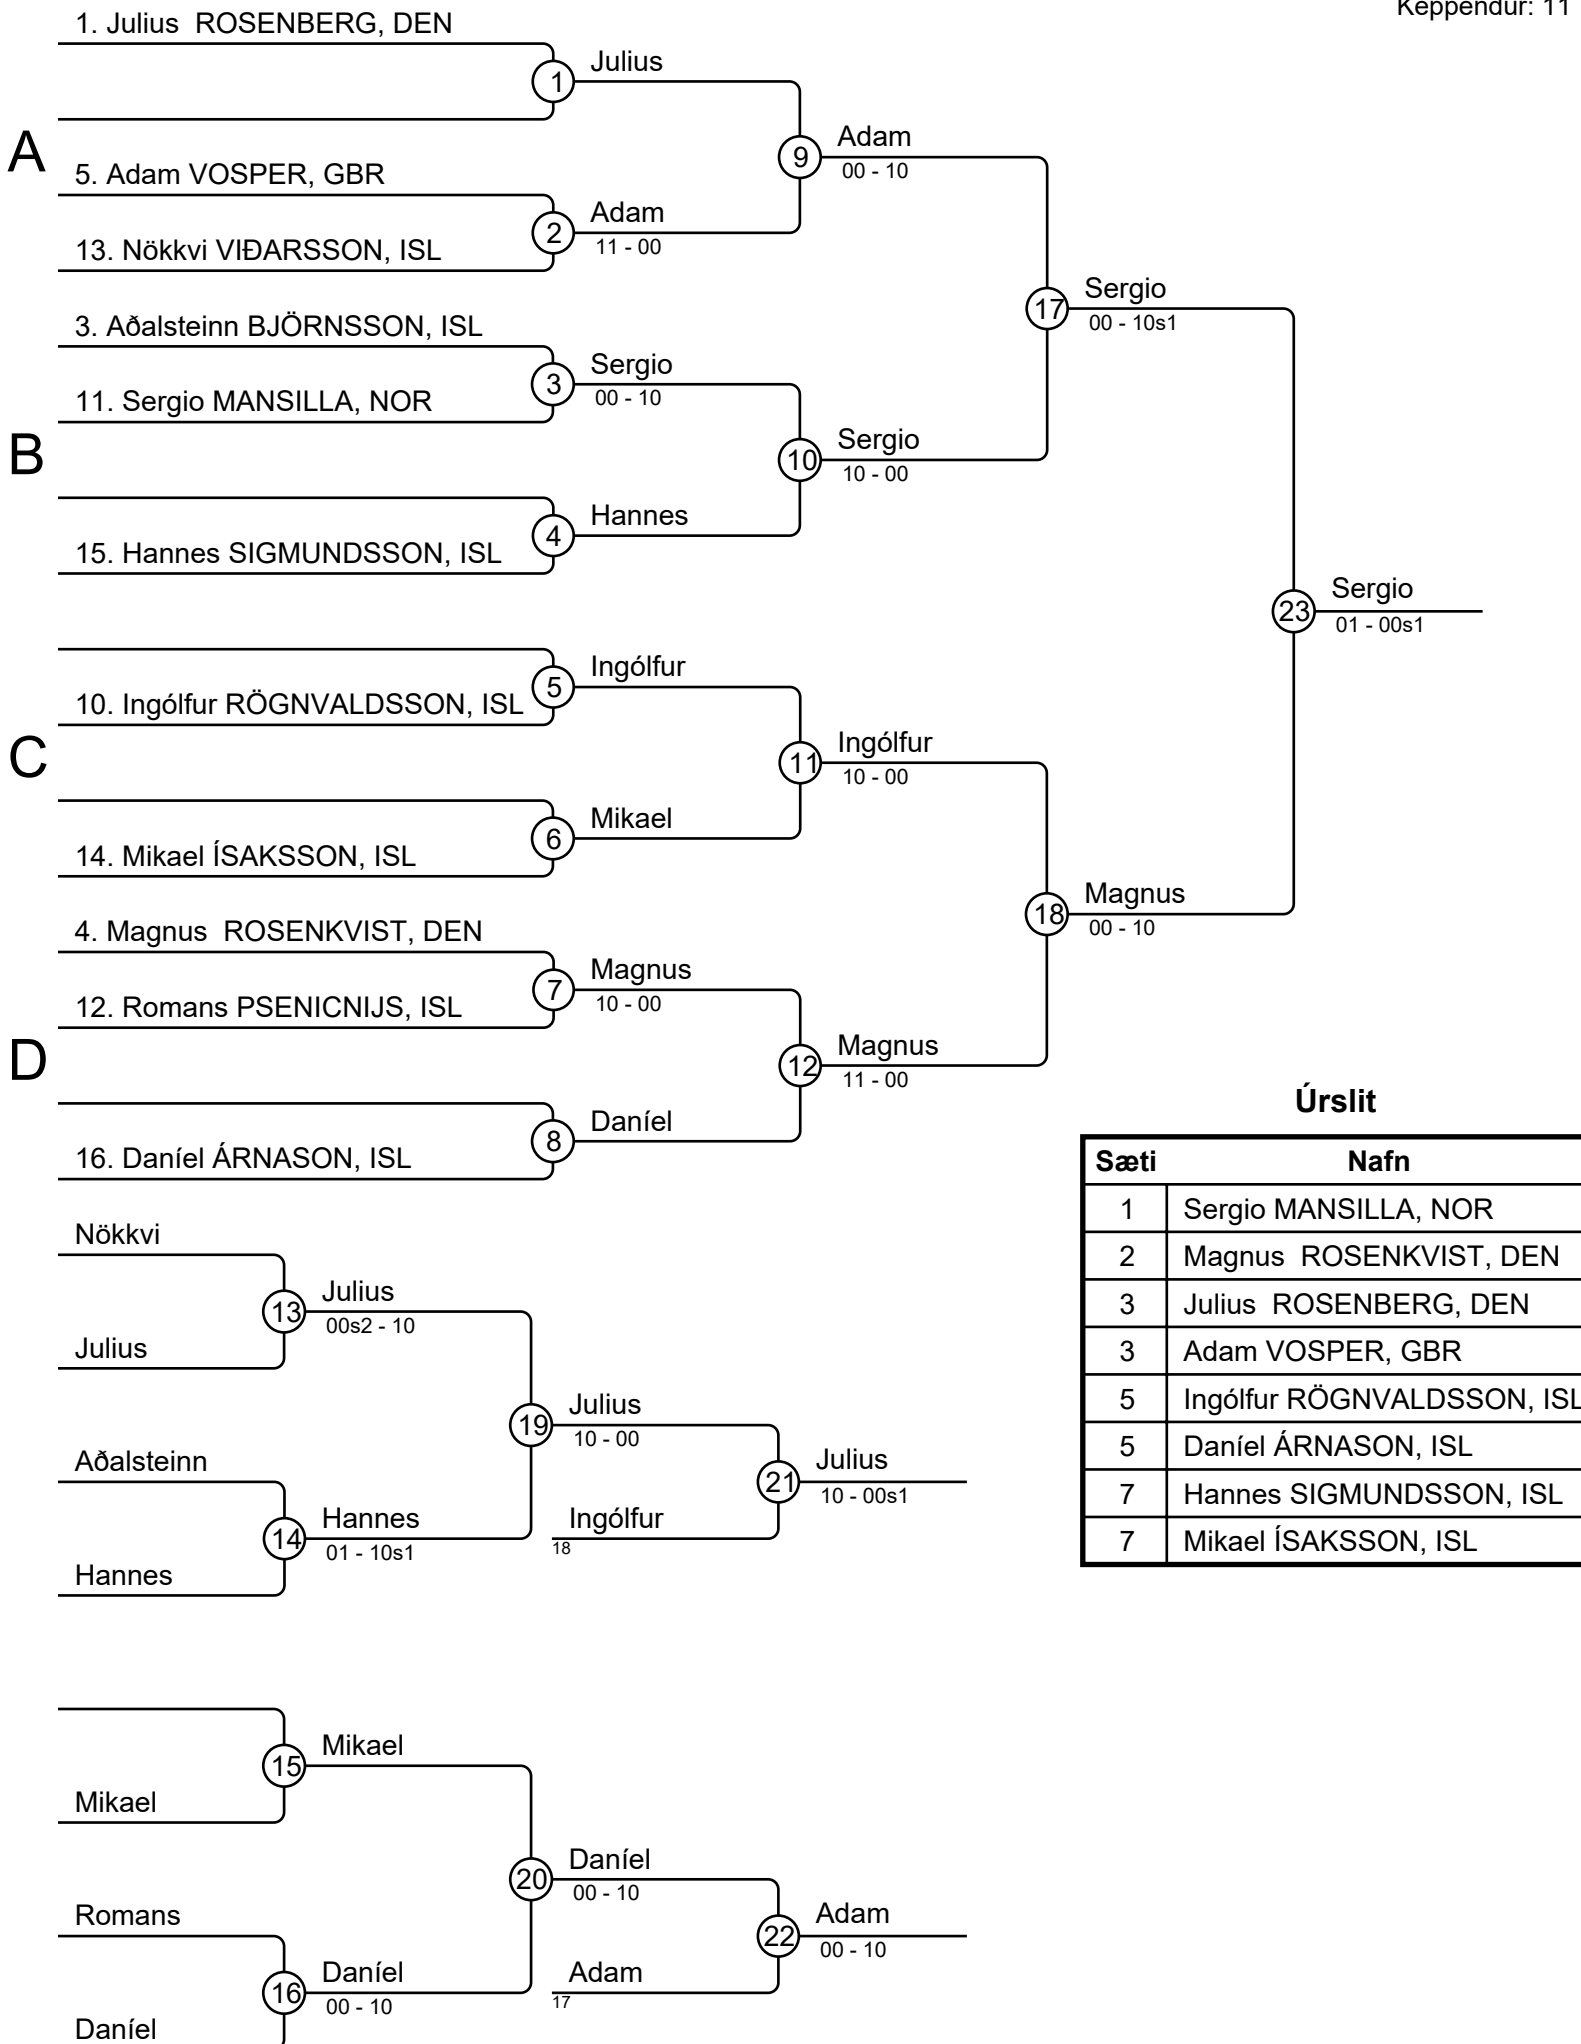 Keppendur: 11
1. Julius  ROSENBERG, DEN
1
Julius
A
5. Adam VOSPER, GBR
2
Adam
11 - 00
13. Nökkvi VIÐARSSON, ISL
9
Adam
00 - 10
3. Aðalsteinn BJÖRNSSON, ISL
3
Sergio
00 - 10
11. Sergio MANSILLA, NOR
B
10
Sergio
10 - 00
4
Hannes
15. Hannes SIGMUNDSSON, ISL
17
Sergio
00 - 10s1
5
Ingólfur
10. Ingólfur RÖGNVALDSSON, ISL
C
11
Ingólfur
10 - 00
6
Mikael
14. Mikael ÍSAKSSON, ISL
4. Magnus  ROSENKVIST, DEN
7
Magnus
10 - 00
12. Romans PSENICNIJS, ISL
D
12
Magnus
11 - 00
8
Daníel
16. Daníel ÁRNASON, ISL
18
Magnus
00 - 10
23
Sergio
01 - 00s1
Nökkvi
13
Julius
00s2 - 10
Julius
Aðalsteinn
14
Hannes
01 - 10s1
Hannes
19
Julius
10 - 00
Ingólfur
18
21
Julius
10 - 00s1
15
Mikael
Mikael
Romans
16
Daníel
00 - 10
Daníel
20
Daníel
00 - 10
Adam
17
22
Adam
00 - 10
Úrslit
Sæti Nafn
1 Sergio MANSILLA, NOR
2 Magnus  ROSENKVIST, DEN
3 Julius  ROSENBERG, DEN
3 Adam VOSPER, GBR
5 Ingólfur RÖGNVALDSSON, ISL
5 Daníel ÁRNASON, ISL
7 Hannes SIGMUNDSSON, ISL
7 Mikael ÍSAKSSON, ISL